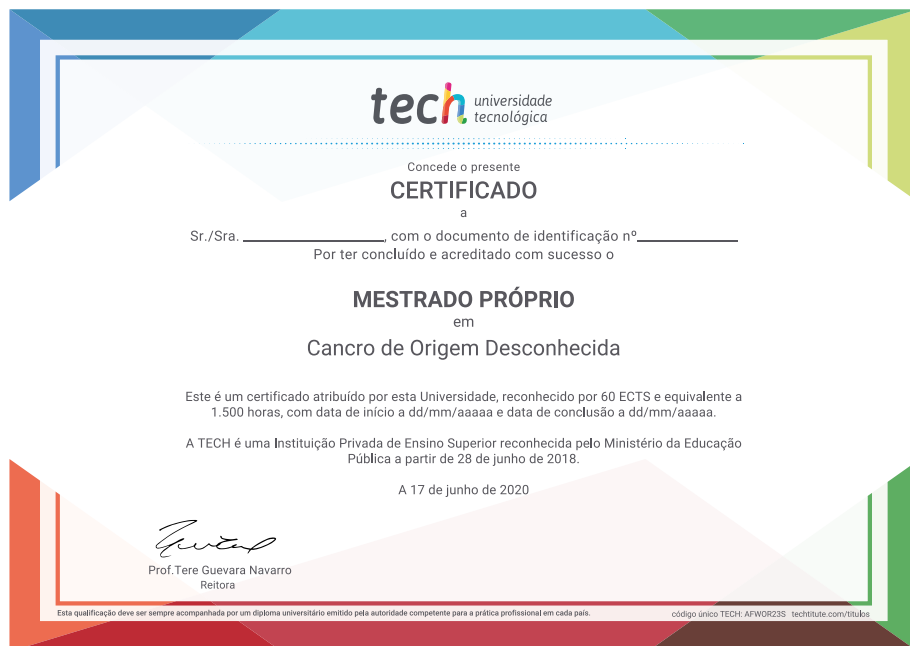 tech universidade
tecnológica
Concede o presente
CERTIFICADO
a
Sr./Sra. ________________, com o documento de identificação nº____________
Por ter concluído e acreditado com sucesso o
MESTRADO PRÓPRIO
em
Cancro de Origem Desconhecida
Este é um certificado atribuído por esta Universidade, reconhecido por 60 ECTS e equivalente a
1.500 horas, com data de início a dd/mm/aaaaa e data de conclusão a dd/mm/aaaaa.
A TECH é uma Instituição Privada de Ensino Superior reconhecida pelo Ministério da Educação
Pública a partir de 28 de junho de 2018.
A 17 de junho de 2020
Prof.Tere Guevara Navarro
Reitora
Esta qualificação deve ser sempre acompanhada por um diploma universitário emitido pela autoridade competente para a prática profissional em cada país.
código único TECH: AFWOR23S techtitute.com/titulos